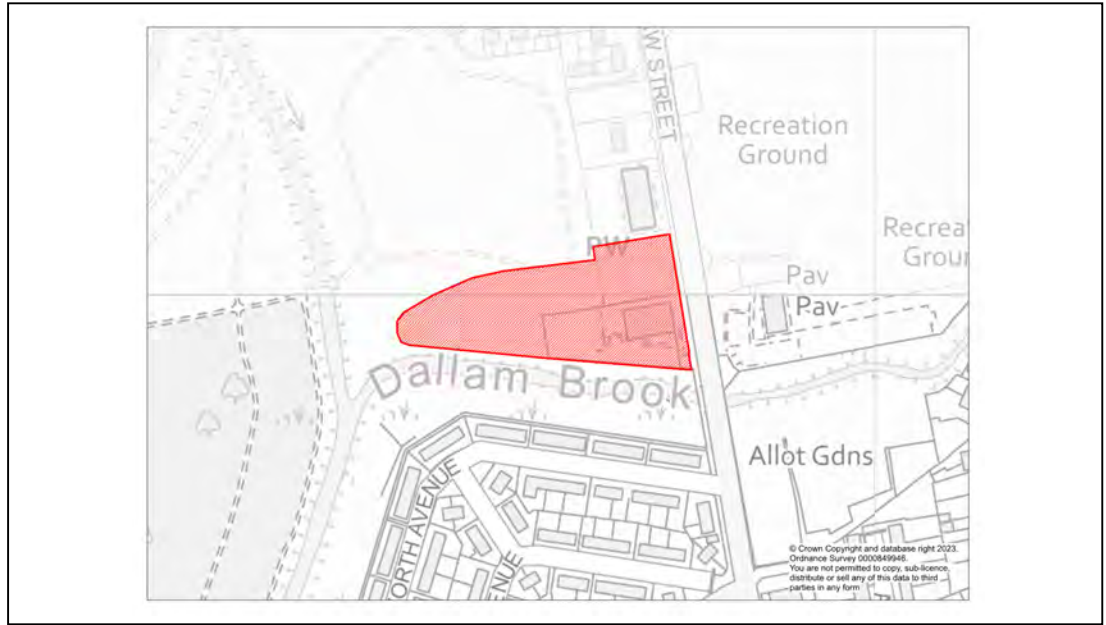 W STREET
Recreation
Ground
Recrea
Groun
PW
Pav
Pav
Dallam Brook
Allot Gdns
ORTH AVENUE
ENUE
© Crown Copyright and database right 2023.
Ordnance Survey 0000849946.
You are not permitted to copy, sub-licence,
distribute or sell any of this data to third
parties in any form